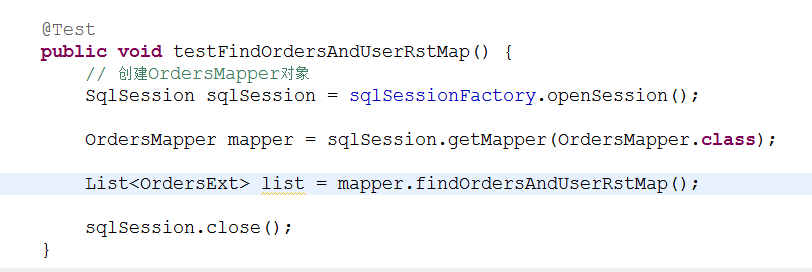 @Test
public void testFindOrdersAndUserRstMap() {
// 创建OrdersMapper对象
SqlSession sqlSession = sqlSessionFactory.openSession();
OrdersMapper mapper = sqlSession.getMapper(OrdersMapper.class);
List<OrdersExt> list = mapper.findOrdersAndUserRstMap();
sqlSession.close();
}